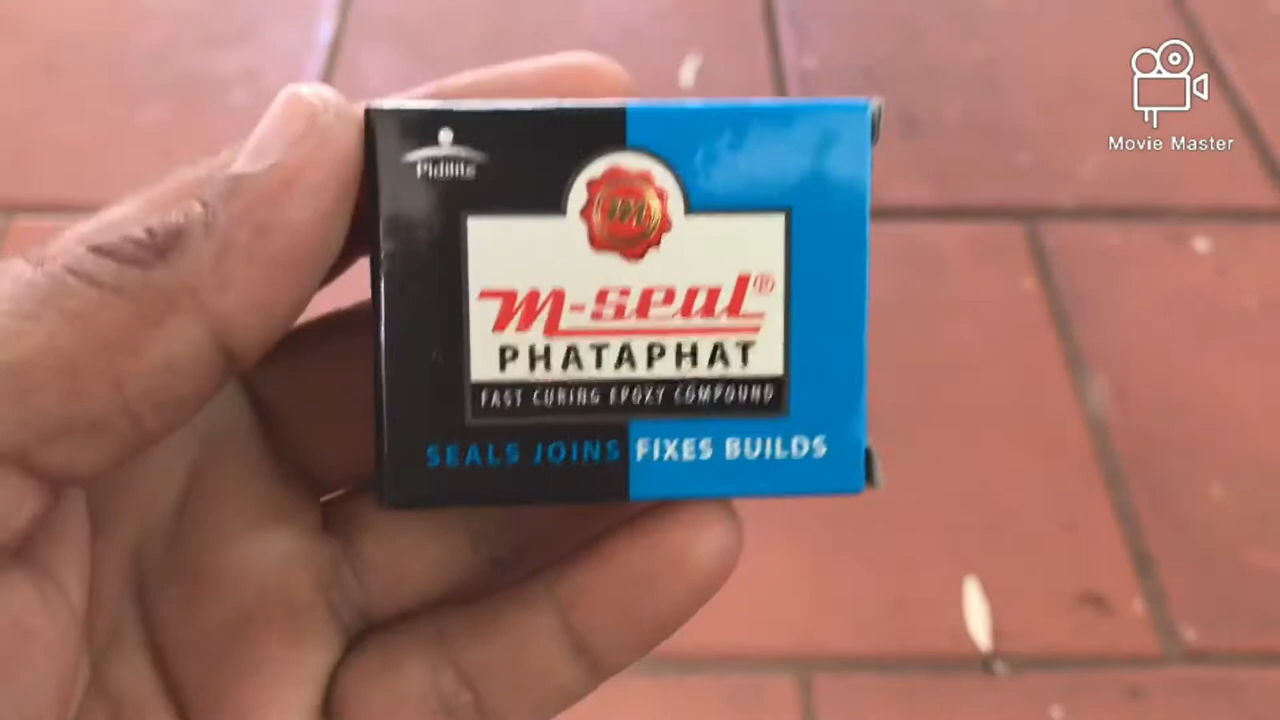 Movie Master
Pidilite
m
m-seal®
PHATAPHAT
FAST CURING EPOXY COMPOUND
SEALS JOINS FIXES BUILDS